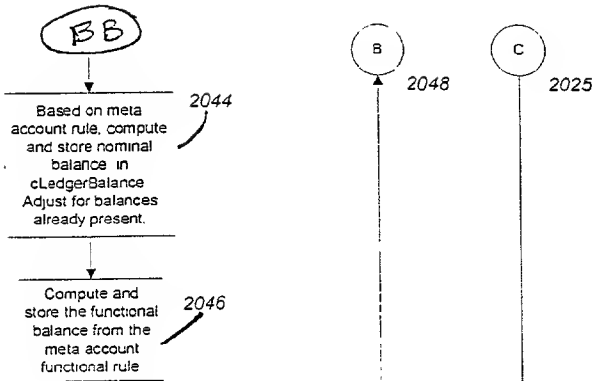 BB
B
C
2048
2025
2044
Based on meta
account rule, compute
and store nominal
balance in
cLedgerBalance
Adjust for balances
already present.
Compute and
store the functional
balance from the
meta account
functional rule
2046